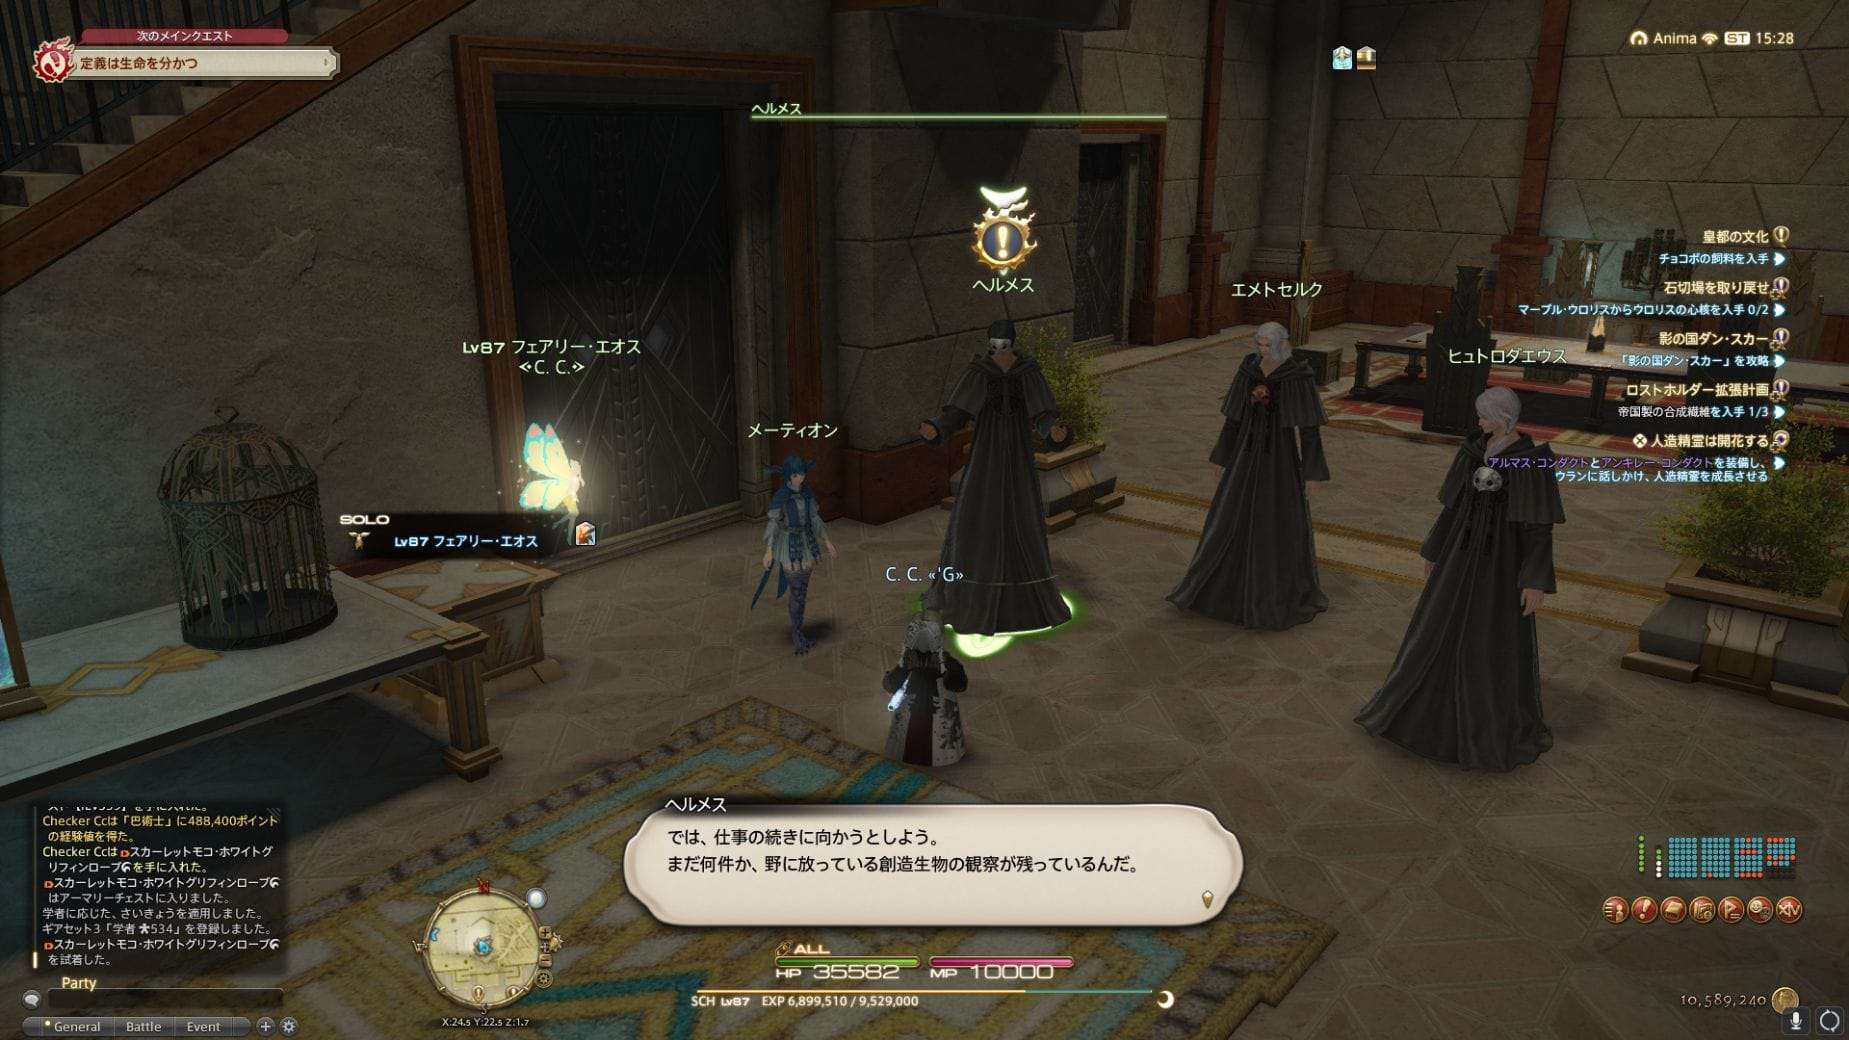 次のメインクエスト
定義は生命を分かつ
Anima ST 15:28
ヘルメス
ヘルメス
エメトセルク
ヒュトロダエウス
Lv87 フェアリー・エオス
C. C.
メーティオン
皇都の文化
チョコボの飼料を入手
石切場を取り戻せ
マーブル・ウロリスからウロリスの心核を入手 0/2
影の国ダン・スカー
「影の国ダン・スカー」を攻略
ロストホルダー拡張計画
帝国製の合成繊維を入手 1/3
人造精霊は開花する
アルマス・コンダクトとアンキレー・コンダクトを装備し、
ウランに話しかけ、人造精霊を成長させる
SOLO
Lv87 フェアリー・エオス
C. C. «'G»
ヘルメス
では、仕事の続きに向かうとしよう。
まだ何件か、野に放っている創造生物の観察が残っているんだ。
Checker Ccは「巴術士」に488,400ポイント
の経験値を得た。
Checker Ccは スカーレットモコ・ホワイトグ
リフィンローブ を手に入れた。
スカーレットモコ・ホワイトグリフィンローブ
はアーマリーチェストに入りました。
学者に応じた、さいきょうを適用しました。
ギアセット3「学者 534」を登録しました。
スカーレットモコ・ホワイトグリフィンローブ
を試着した。
Party
General Battle Event
X:24.5 Y:22.5 Z:1.7
ALL
HP 35582 MP 10000
SCH Lv87 EXP 6,899,510 / 9,529,000
10,589,240